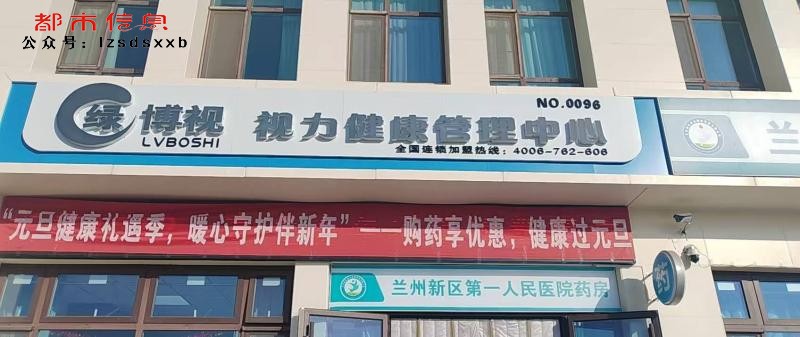 都市信息
公众号：lzsdsxxb
NO.0096
绿博视 视力健康管理中心
LVBOSHI
全国连锁加盟热线：4006-762-606
兰
“元旦健康礼遇季，暖心守护伴新年”——购药享优惠，健康过元旦
兰州新区第一人民医院药房
药